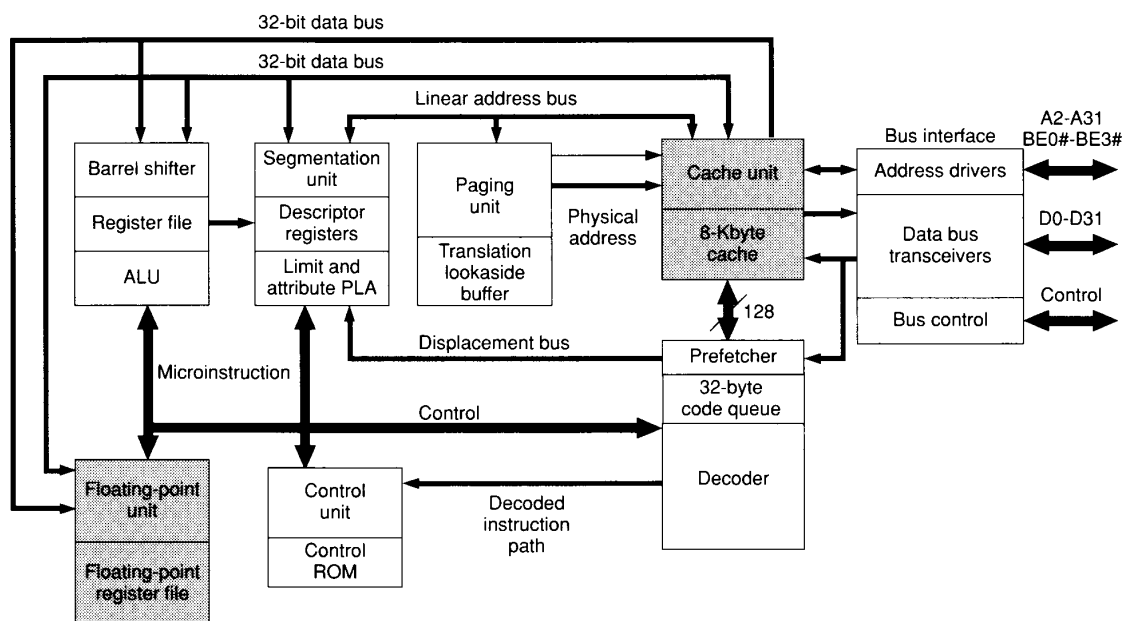 32-bit data bus
32-bit data bus
Linear address bus
A2-A31
BE0#-BE3#
Bus interface
Barrel shifter
Register file
ALU
Segmentation
unit
Descriptor
registers
Limit and
attribute PLA
Paging
unit
Translation
lookaside
buffer
Physical
address
Cache unit
8-Kbyte
cache
Address drivers
Data bus
transceivers
Bus control
D0-D31
Control
128
Displacement bus
Prefetcher
32-byte
code queue
Decoder
Microinstruction
Control
Floating-point
unit
Floating-point
register file
Control
unit
Control
ROM
Decoded
instruction
path